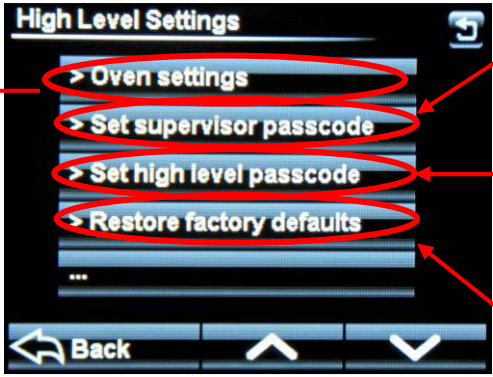 High Level Settings
> Oven settings
> Set supervisor passcode
> Set high level passcode
> Restore factory defaults
...
Back